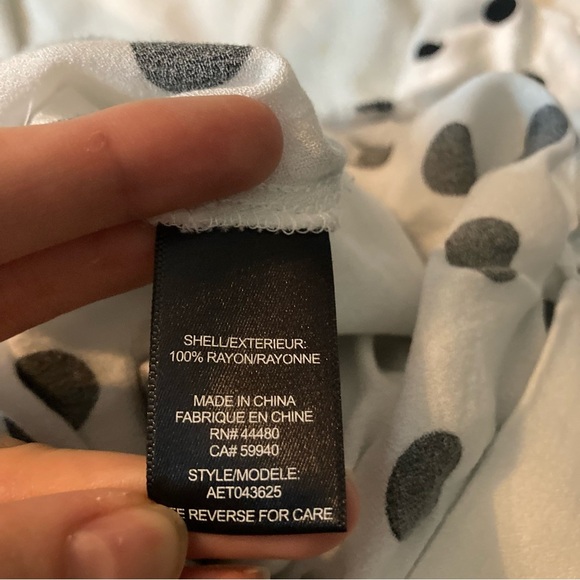 SHELL/EXTERIEUR:
100% RAYON/RAYONNE
MADE IN CHINA
FABRIQUE EN CHINE
RN# 44480
CA# 59940
STYLE/MODELE:
AET043625
REVERSE FOR CARE